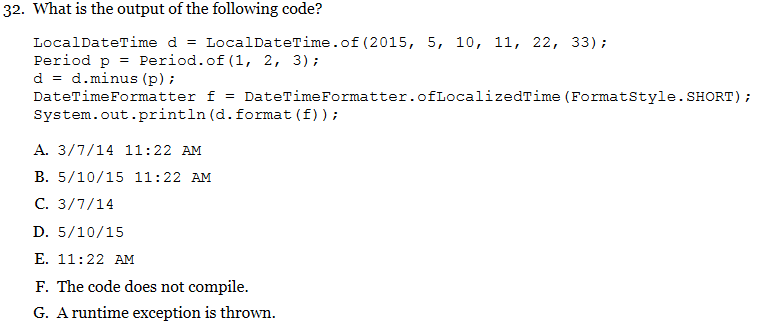 32. What is the output of the following code?
LocalDateTime d = LocalDateTime.of(2015, 5, 10, 11, 22, 33);
Period p = Period.of(1, 2, 3);
d = d.minus(p);
DateTimeFormatter f = DateTimeFormatter.ofLocalizedTime(FormatStyle.SHORT);
System.out.println(d.format(f));
A. 3/7/14 11:22 AM
B. 5/10/15 11:22 AM
C. 3/7/14
D. 5/10/15
E. 11:22 AM
F. The code does not compile.
G. A runtime exception is thrown.